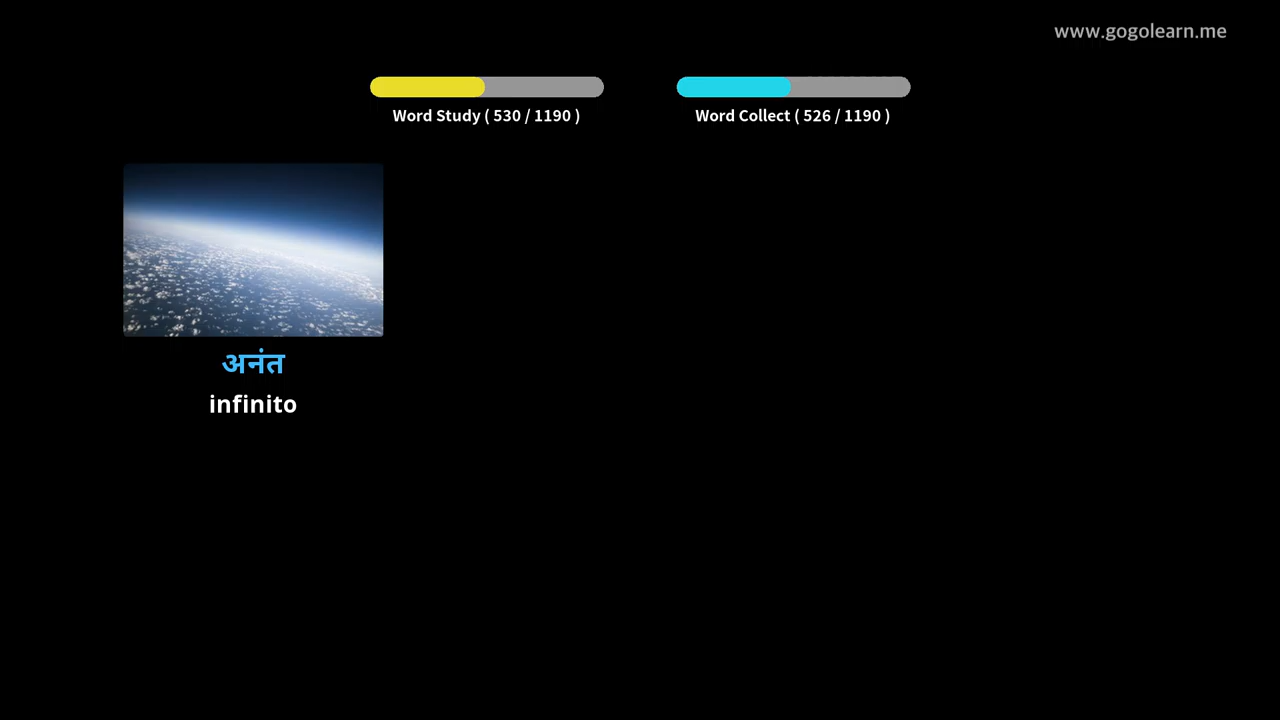 www.gogolearn.me
Word Study ( 530 / 1190 )
Word Collect ( 526 / 1190 )
अनंत
infinito